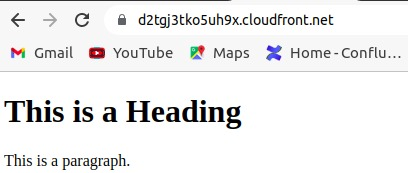 d2tgj3tko5uh9x.cloudfront.net
Gmail YouTube Maps Home - Conflu...
This is a Heading
This is a paragraph.